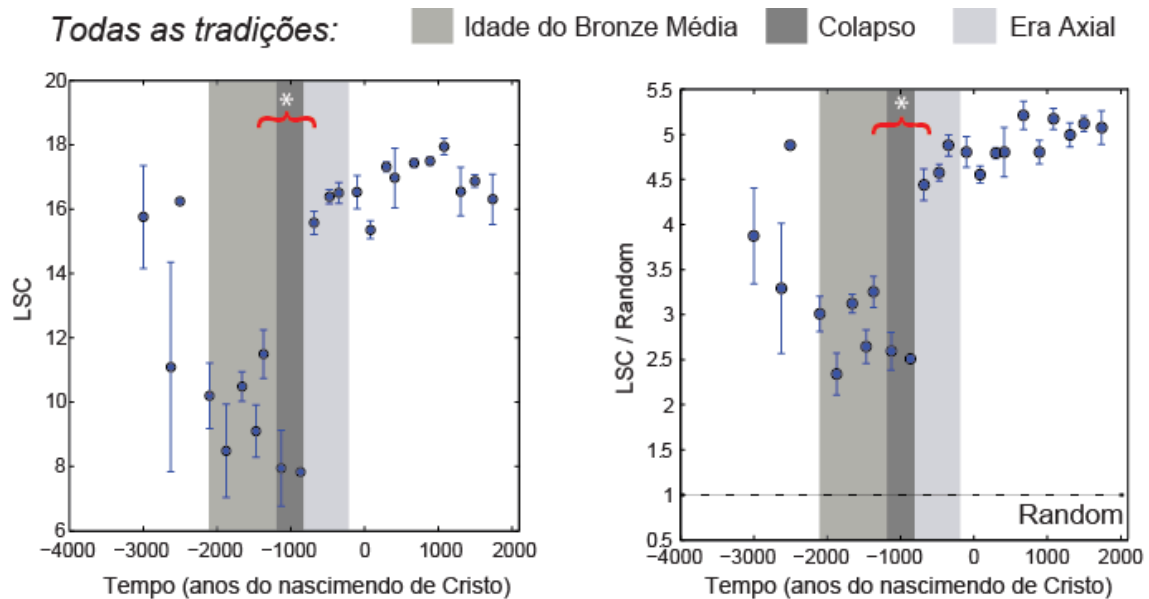 Todas as tradições:
Idade do Bronze Média
Colapso
Era Axial
LSC
20
18
16
14
12
10
8
6
*
−4000 −3000 −2000 −1000 0 1000 2000
Tempo (anos do nascimendo de Cristo)
LSC / Random
5.5
5
4.5
4
3.5
3
2.5
2
1.5
1
0.5
*
Random
−4000 −3000 −2000 −1000 0 1000 2000
Tempo (anos do nascimendo de Cristo)